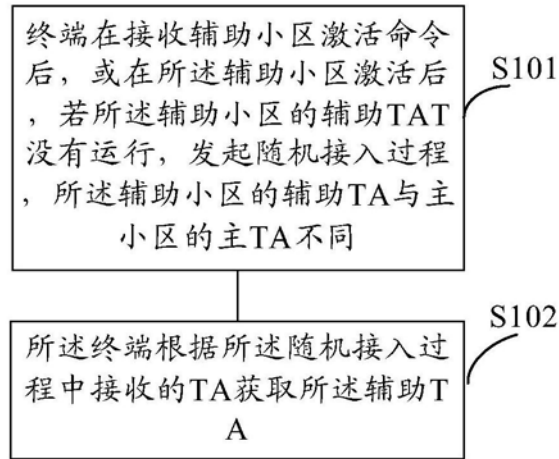 终端在接收辅助小区激活命令
后，或在所述辅助小区激活后
，若所述辅助小区的辅助TAT
没有运行，发起随机接入过程
，所述辅助小区的辅助TA与主
小区的主TA不同
S101
所述终端根据所述随机接入过
程中接收的TA获取所述辅助T
A
S102